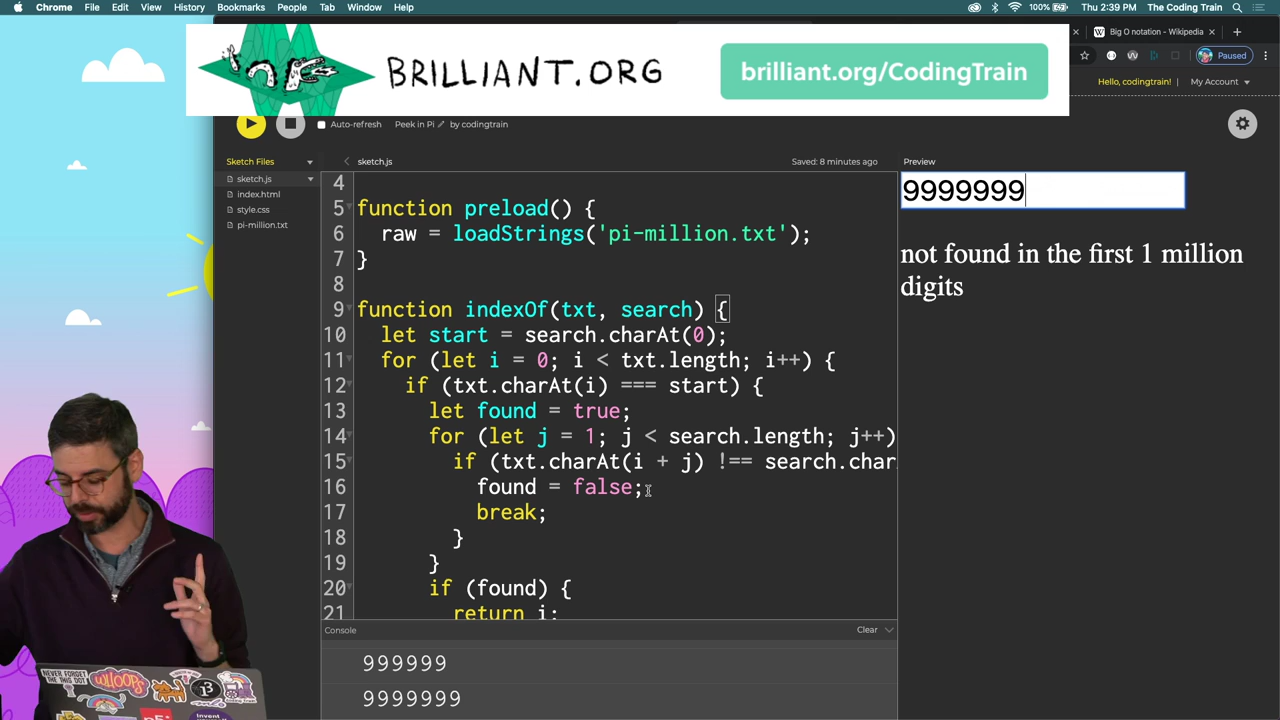 Chrome File Edit View History Bookmarks People Tab Window Help 100% Thu 2:39 PM The Coding Train
W Big O notation - Wikipedia
BRILLIANT.ORG
brilliant.org/CodingTrain
Paused
Hello, codingtrain! | My Account
Auto-refresh Peek in Pi by codingtrain
Sketch Files
sketch.js
index.html
style.css
pi-million.txt
sketch.js Saved: 8 minutes ago Preview
4
5 function preload() {
6 raw = loadStrings('pi-million.txt');
7 }
8
9 function indexOf(txt, search) {
10 let start = search.charAt(0);
11 for (let i = 0; i < txt.length; i++) {
12 if (txt.charAt(i) === start) {
13 let found = true;
14 for (let j = 1; j < search.length; j++)
15 if (txt.charAt(i + j) !== search.char
16 found = false;
17 break;
18 }
19 }
20 if (found) {
21 return i;
9999999
not found in the first 1 million
digits
Console Clear
999999
9999999
NEVER FORGET
THIS DOT
WHOOPS